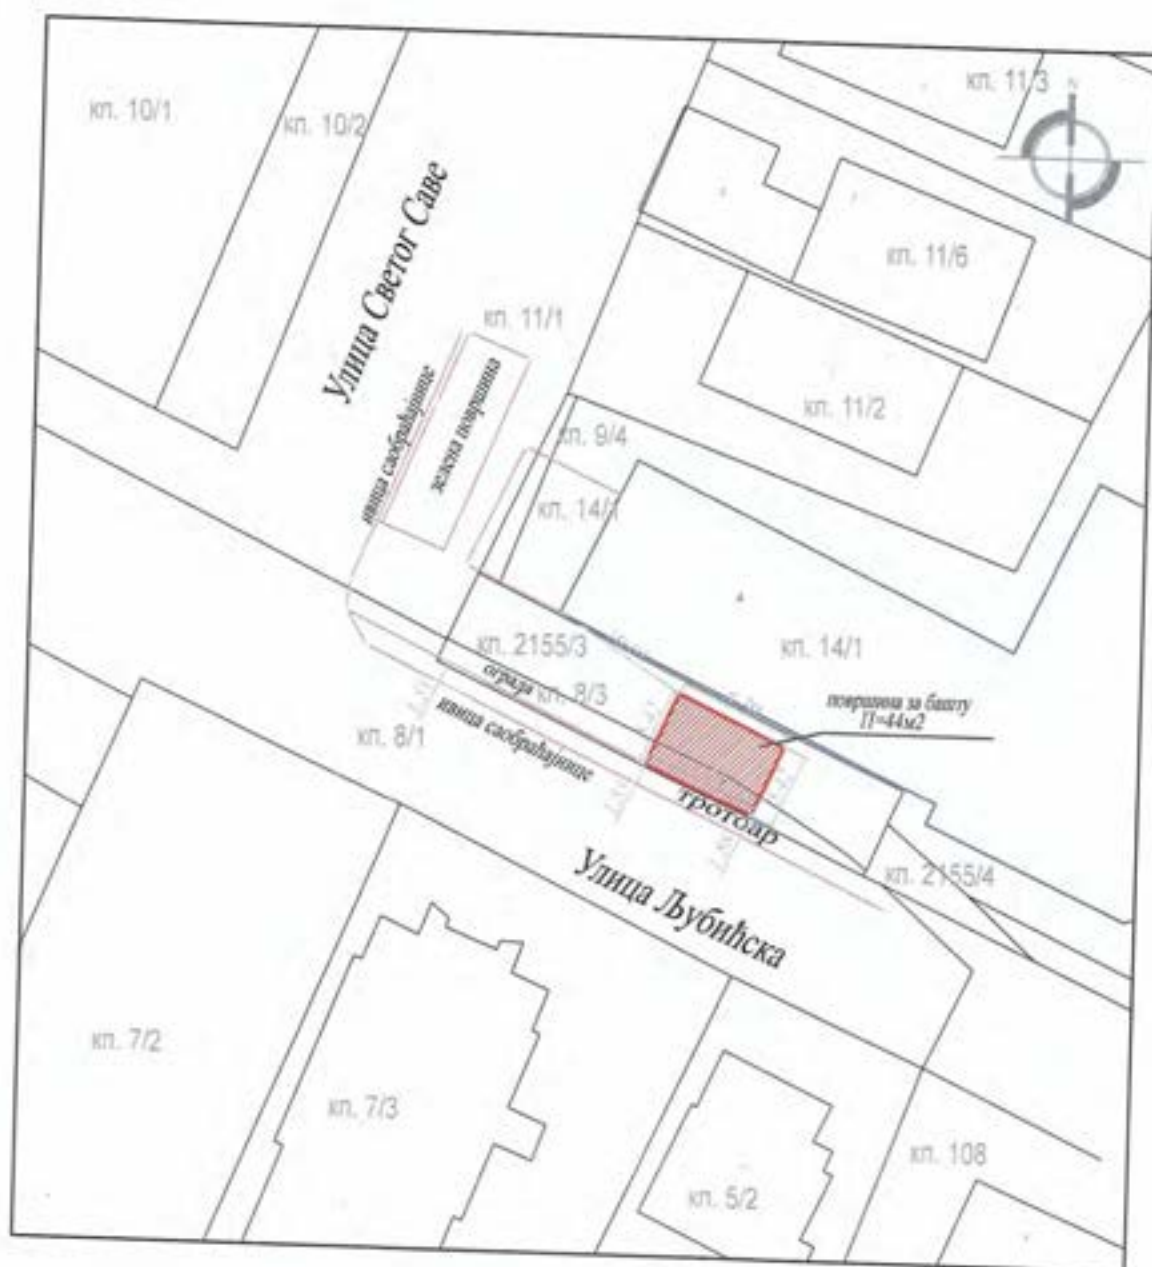 кп. 11/3
N
кп. 10/1
кп. 10/2
Улица Светог Саве
кп. 11/6
кп. 11/1
ивица саобраћајнице
зелена површина
кп. 11/2
кп. 9/4
кп. 14/1
кп. 2155/3
кп. 14/1
ограда
кп. 8/3
површина за башту
П=44м2
кп. 8/1
ивица саобраћајнице
тротоар
Улица Љубићска
кп. 2155/4
кп. 7/2
кп. 7/3
кп. 108
кп. 5/2